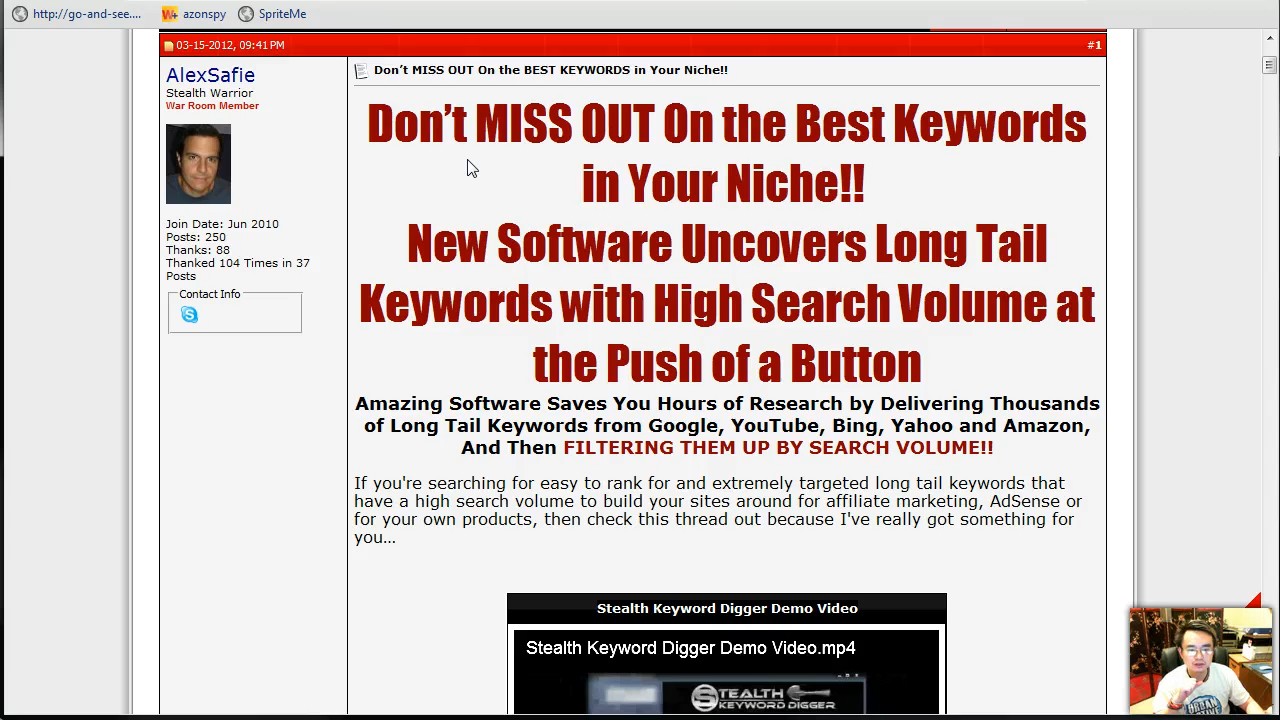 http://go-and-see.... azonspy SpriteMe
03-15-2012, 09:41 PM #1
AlexSafie
Stealth Warrior
War Room Member
Join Date: Jun 2010
Posts: 250
Thanks: 88
Thanked 104 Times in 37
Posts
Contact Info
Don't MISS OUT On the BEST KEYWORDS in Your Niche!!
Don't MISS OUT On the Best Keywords
in Your Niche!!
New Software Uncovers Long Tail
Keywords with High Search Volume at
the Push of a Button
Amazing Software Saves You Hours of Research by Delivering Thousands
of Long Tail Keywords from Google, YouTube, Bing, Yahoo and Amazon,
And Then FILTERING THEM UP BY SEARCH VOLUME!!
If you're searching for easy to rank for and extremely targeted long tail keywords that
have a high search volume to build your sites around for affiliate marketing, AdSense or
for your own products, then check this thread out because I've really got something for
you...
Stealth Keyword Digger Demo Video
Stealth Keyword Digger Demo Video.mp4
STEALTH
KEYWORD DIGGER